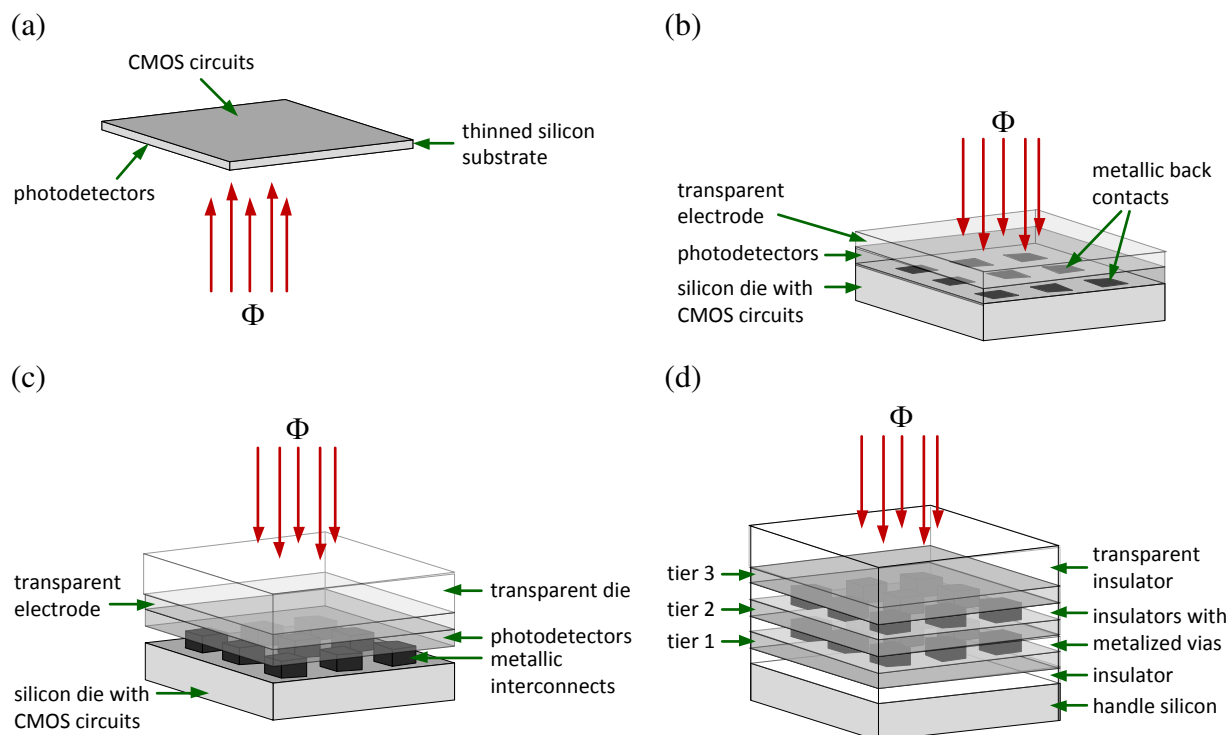 (a)
CMOS circuits
thinned silicon
substrate
photodetectors
Φ
(b)
Φ
metallic back
contacts
transparent
electrode
photodetectors
silicon die with
CMOS circuits
(c)
Φ
transparent
electrode
transparent die
photodetectors
metallic
interconnects
silicon die with
CMOS circuits
(d)
Φ
tier 3
tier 2
tier 1
transparent
insulator
insulators with
metalized vias
insulator
handle silicon